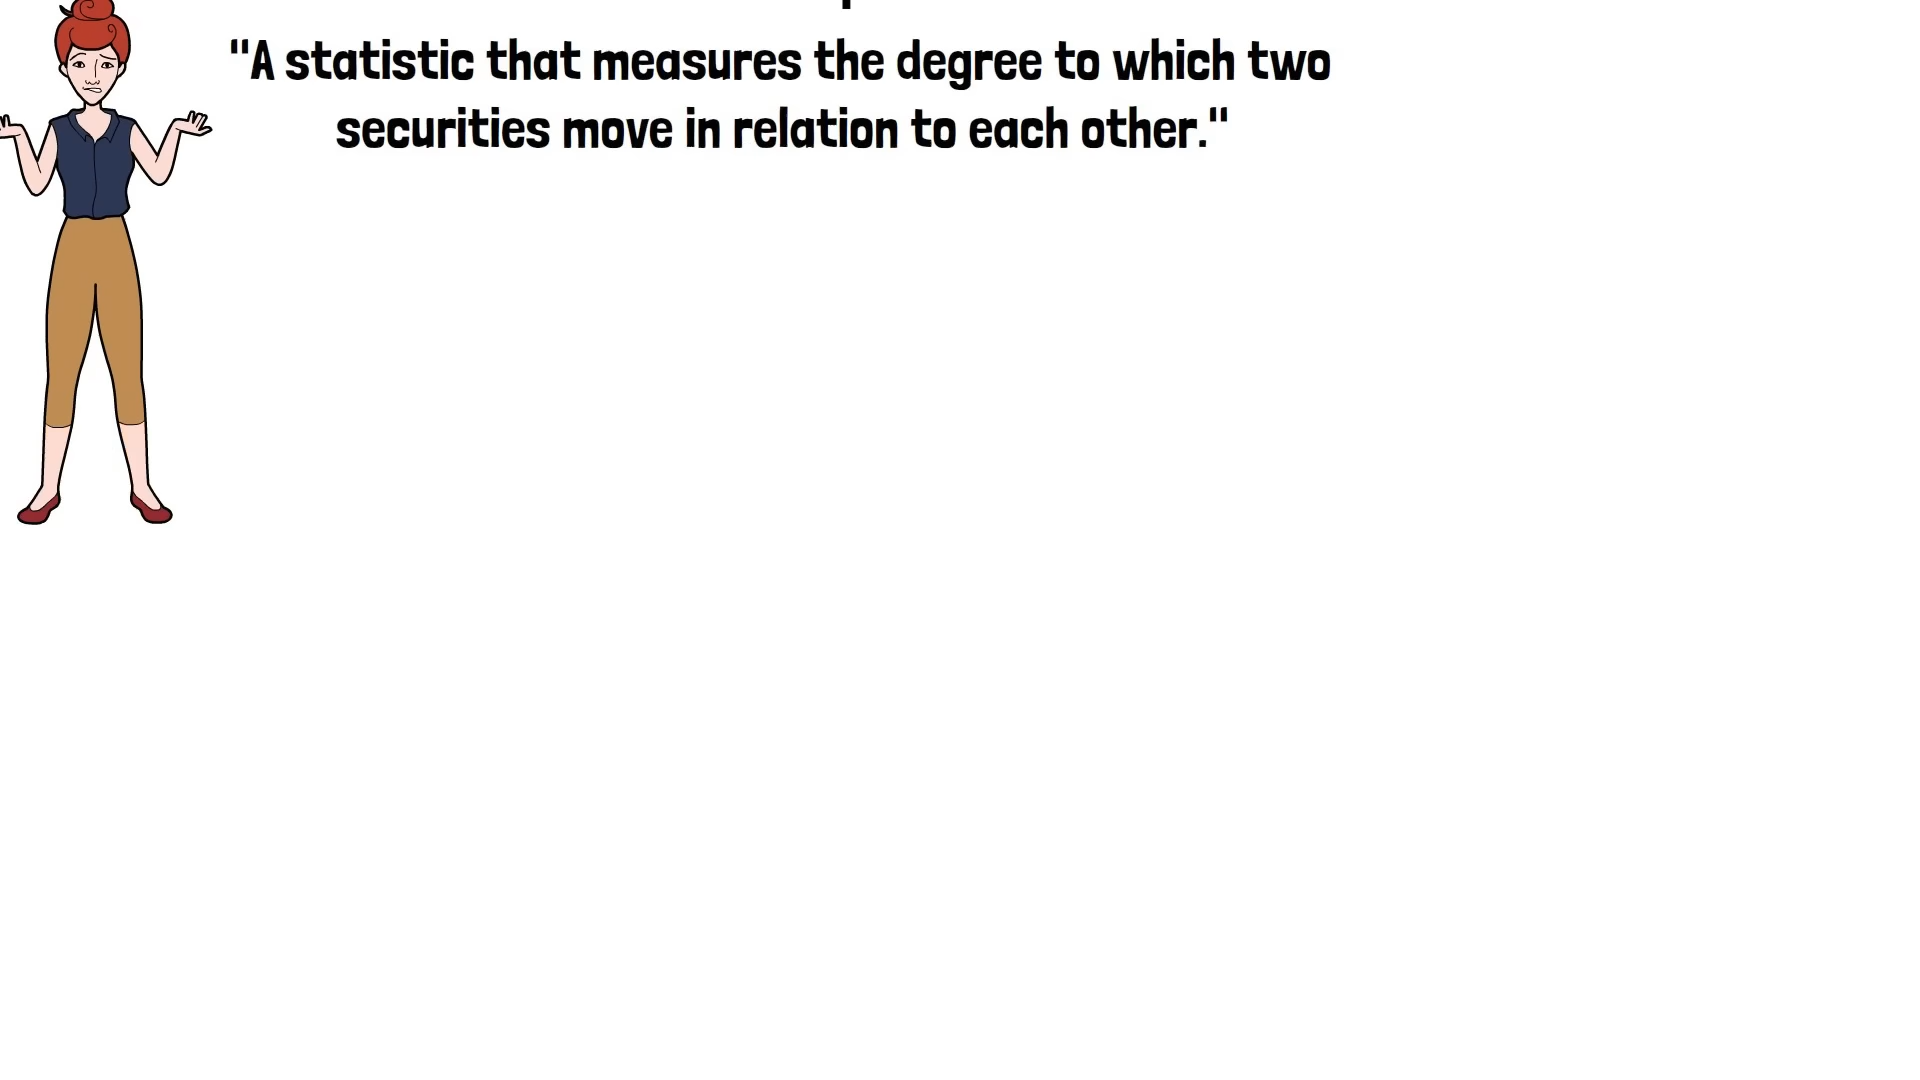 "A statistic that measures the degree to which two
securities move in relation to each other."